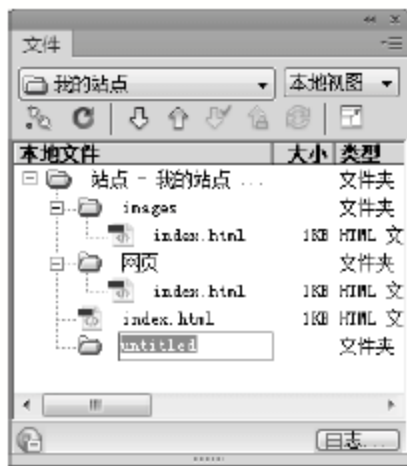 文件
我的站点 本地视图
本地文件 大小 类型
站点 - 我的站点 ... 文件夹
images 文件夹
index.html 1KB HTML 文
网页 文件夹
index.html 1KB HTML 文
index.html 1KB HTML 文
untitled 文件夹
日志...